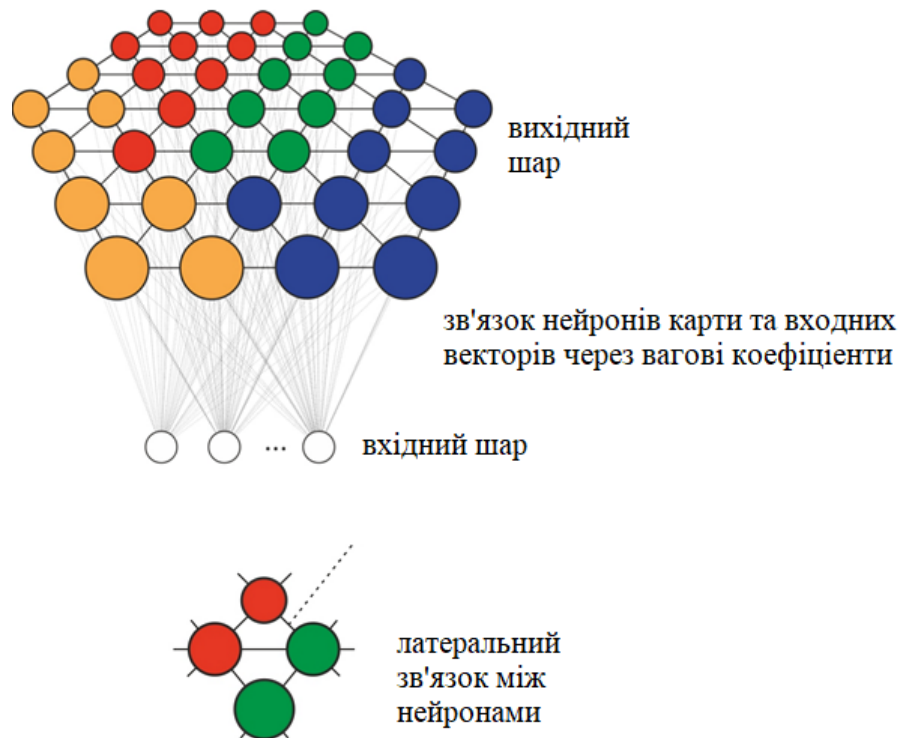 вихідний
шар
зв'язок нейронів карти та входних
векторів через вагові коефіцієнти
... вхідний шар
латеральний
зв'язок між
нейронами